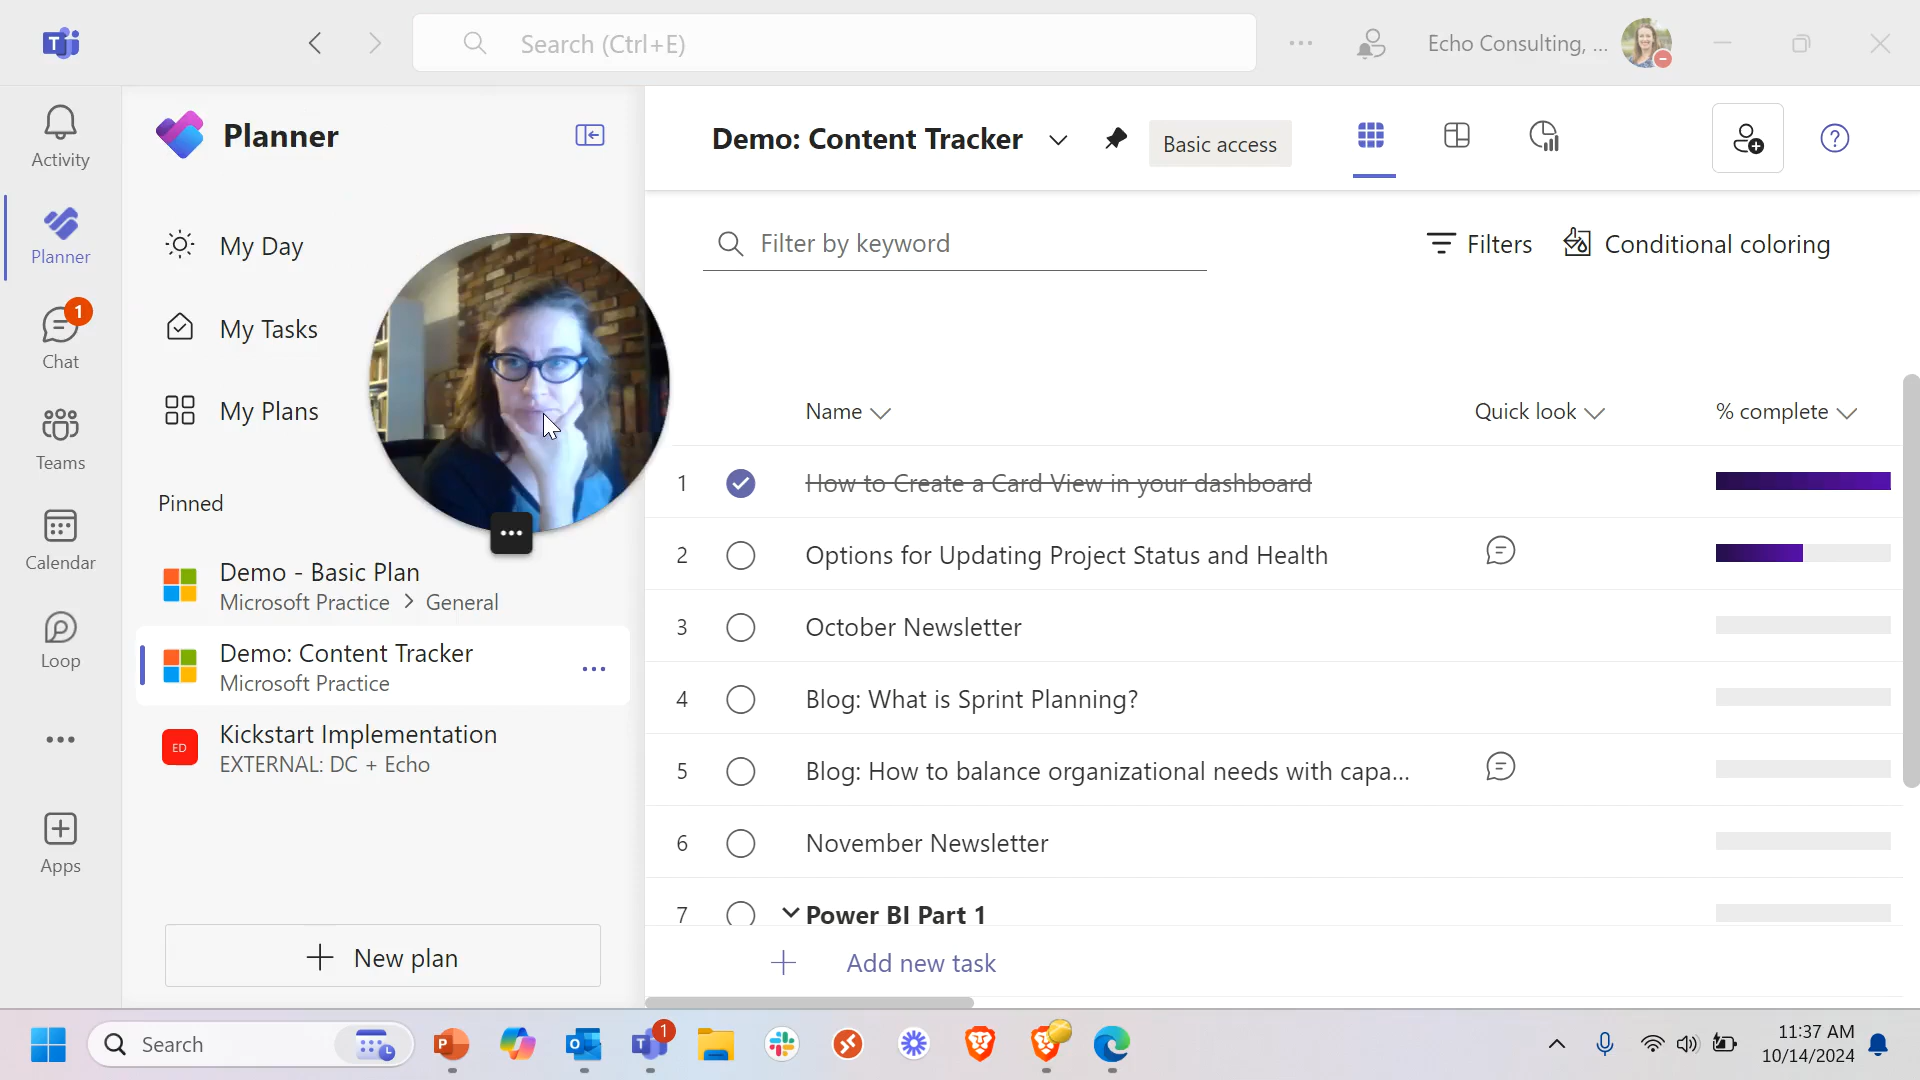 Search (Ctrl+E)
Echo Consulting, ...
Activity
Planner
Chat
1
Teams
Calendar
Loop
Apps
Planner
My Day
My Tasks
My Plans
Pinned
Demo - Basic Plan
Microsoft Practice > General
Demo: Content Tracker
Microsoft Practice
ED
Kickstart Implementation
EXTERNAL: DC + Echo
New plan
Demo: Content Tracker
Basic access
Filter by keyword
Filters
Conditional coloring
Name
Quick look
% complete
1 How to Create a Card View in your dashboard
2 Options for Updating Project Status and Health
3 October Newsletter
4 Blog: What is Sprint Planning?
5 Blog: How to balance organizational needs with capa...
6 November Newsletter
7 Power BI Part 1
Add new task
Search
1
11:37 AM
10/14/2024